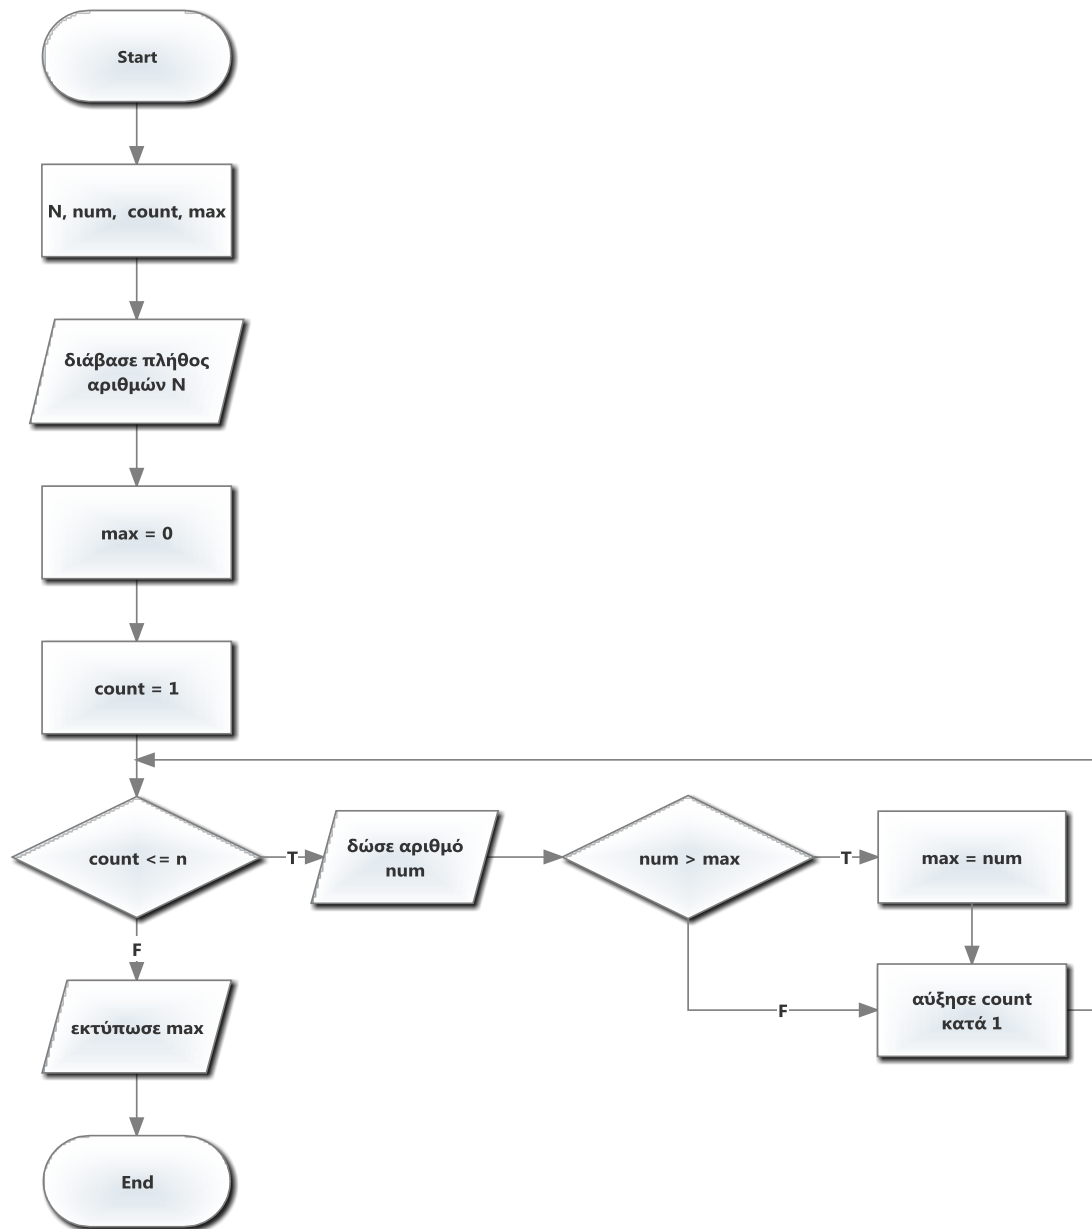 Start
N, num,  count, max
διάβασε πλήθος
αριθμών N
max = 0
count = 1
count <= n
T
δώσε αριθμό
num
num > max
T
max = num
F
αύξησε count
κατά 1
F
εκτύπωσε max
End